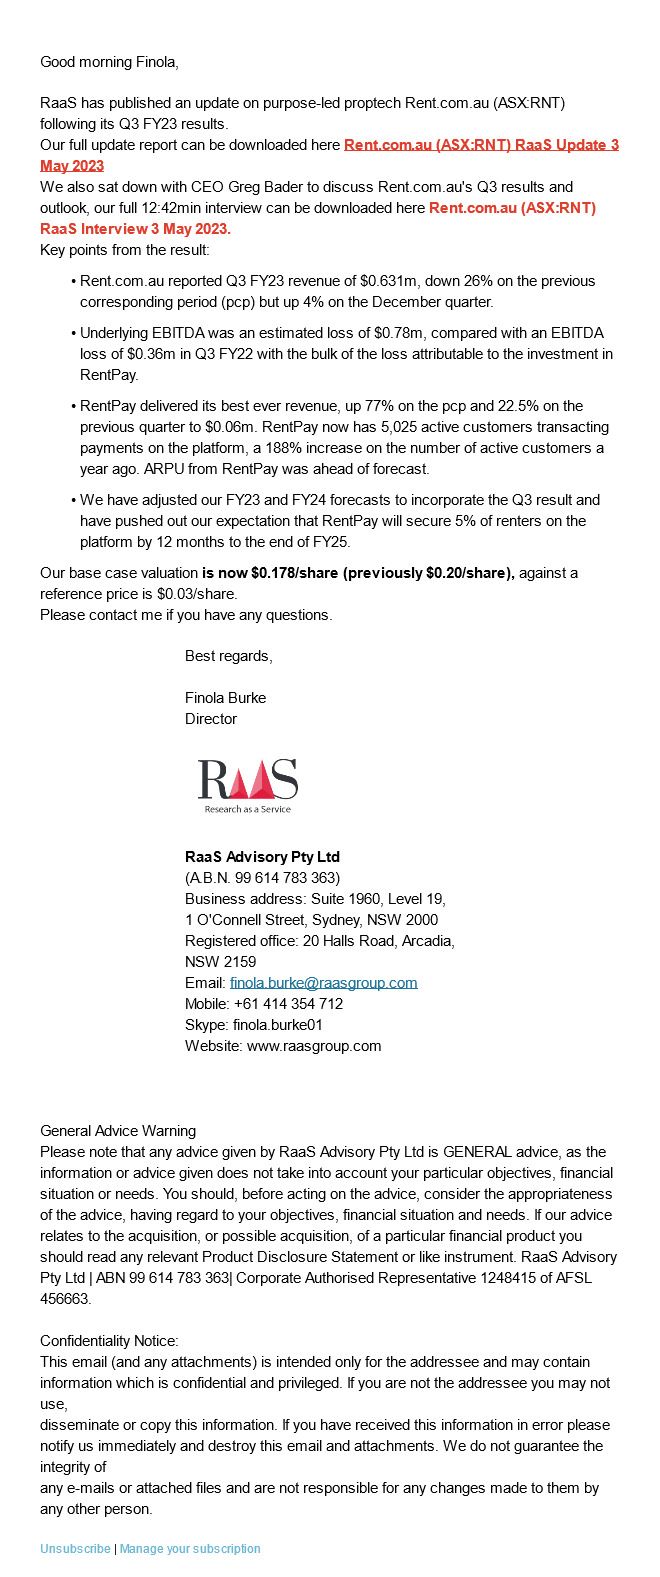 Good morning Finola,
RaaS has published an update on purpose-led proptech Rent.com.au (ASX:RNT)
following its Q3 FY23 results.
Our full update report can be downloaded here Rent.com.au (ASX:RNT) RaaS Update 3
May 2023
We also sat down with CEO Greg Bader to discuss Rent.com.au's Q3 results and
outlook, our full 12:42min interview can be downloaded here Rent.com.au (ASX:RNT)
RaaS Interview 3 May 2023.
Key points from the result:
• Rent.com.au reported Q3 FY23 revenue of $0.631m, down 26% on the previous
corresponding period (pcp) but up 4% on the December quarter.
• Underlying EBITDA was an estimated loss of $0.78m, compared with an EBITDA
loss of $0.36m in Q3 FY22 with the bulk of the loss attributable to the investment in
RentPay.
• RentPay delivered its best ever revenue, up 77% on the pcp and 22.5% on the
previous quarter to $0.06m. RentPay now has 5,025 active customers transacting
payments on the platform, a 188% increase on the number of active customers a
year ago. ARPU from RentPay was ahead of forecast.
• We have adjusted our FY23 and FY24 forecasts to incorporate the Q3 result and
have pushed out our expectation that RentPay will secure 5% of renters on the
platform by 12 months to the end of FY25.
Our base case valuation is now $0.178/share (previously $0.20/share), against a
reference price is $0.03/share.
Please contact me if you have any questions.
Best regards,
Finola Burke
Director
RaaS
Research as a Service
RaaS Advisory Pty Ltd
(A.B.N. 99 614 783 363)
Business address: Suite 1960, Level 19,
1 O'Connell Street, Sydney, NSW 2000
Registered office: 20 Halls Road, Arcadia,
NSW 2159
Email: finola.burke@raasgroup.com
Mobile: +61 414 354 712
Skype: finola.burke01
Website: www.raasgroup.com
General Advice Warning
Please note that any advice given by RaaS Advisory Pty Ltd is GENERAL advice, as the
information or advice given does not take into account your particular objectives, financial
situation or needs. You should, before acting on the advice, consider the appropriateness
of the advice, having regard to your objectives, financial situation and needs. If our advice
relates to the acquisition, or possible acquisition, of a particular financial product you
should read any relevant Product Disclosure Statement or like instrument. RaaS Advisory
Pty Ltd | ABN 99 614 783 363| Corporate Authorised Representative 1248415 of AFSL
456663.
Confidentiality Notice:
This email (and any attachments) is intended only for the addressee and may contain
information which is confidential and privileged. If you are not the addressee you may not
use,
disseminate or copy this information. If you have received this information in error please
notify us immediately and destroy this email and attachments. We do not guarantee the
integrity of
any e-mails or attached files and are not responsible for any changes made to them by
any other person.
Unsubscribe | Manage your subscription